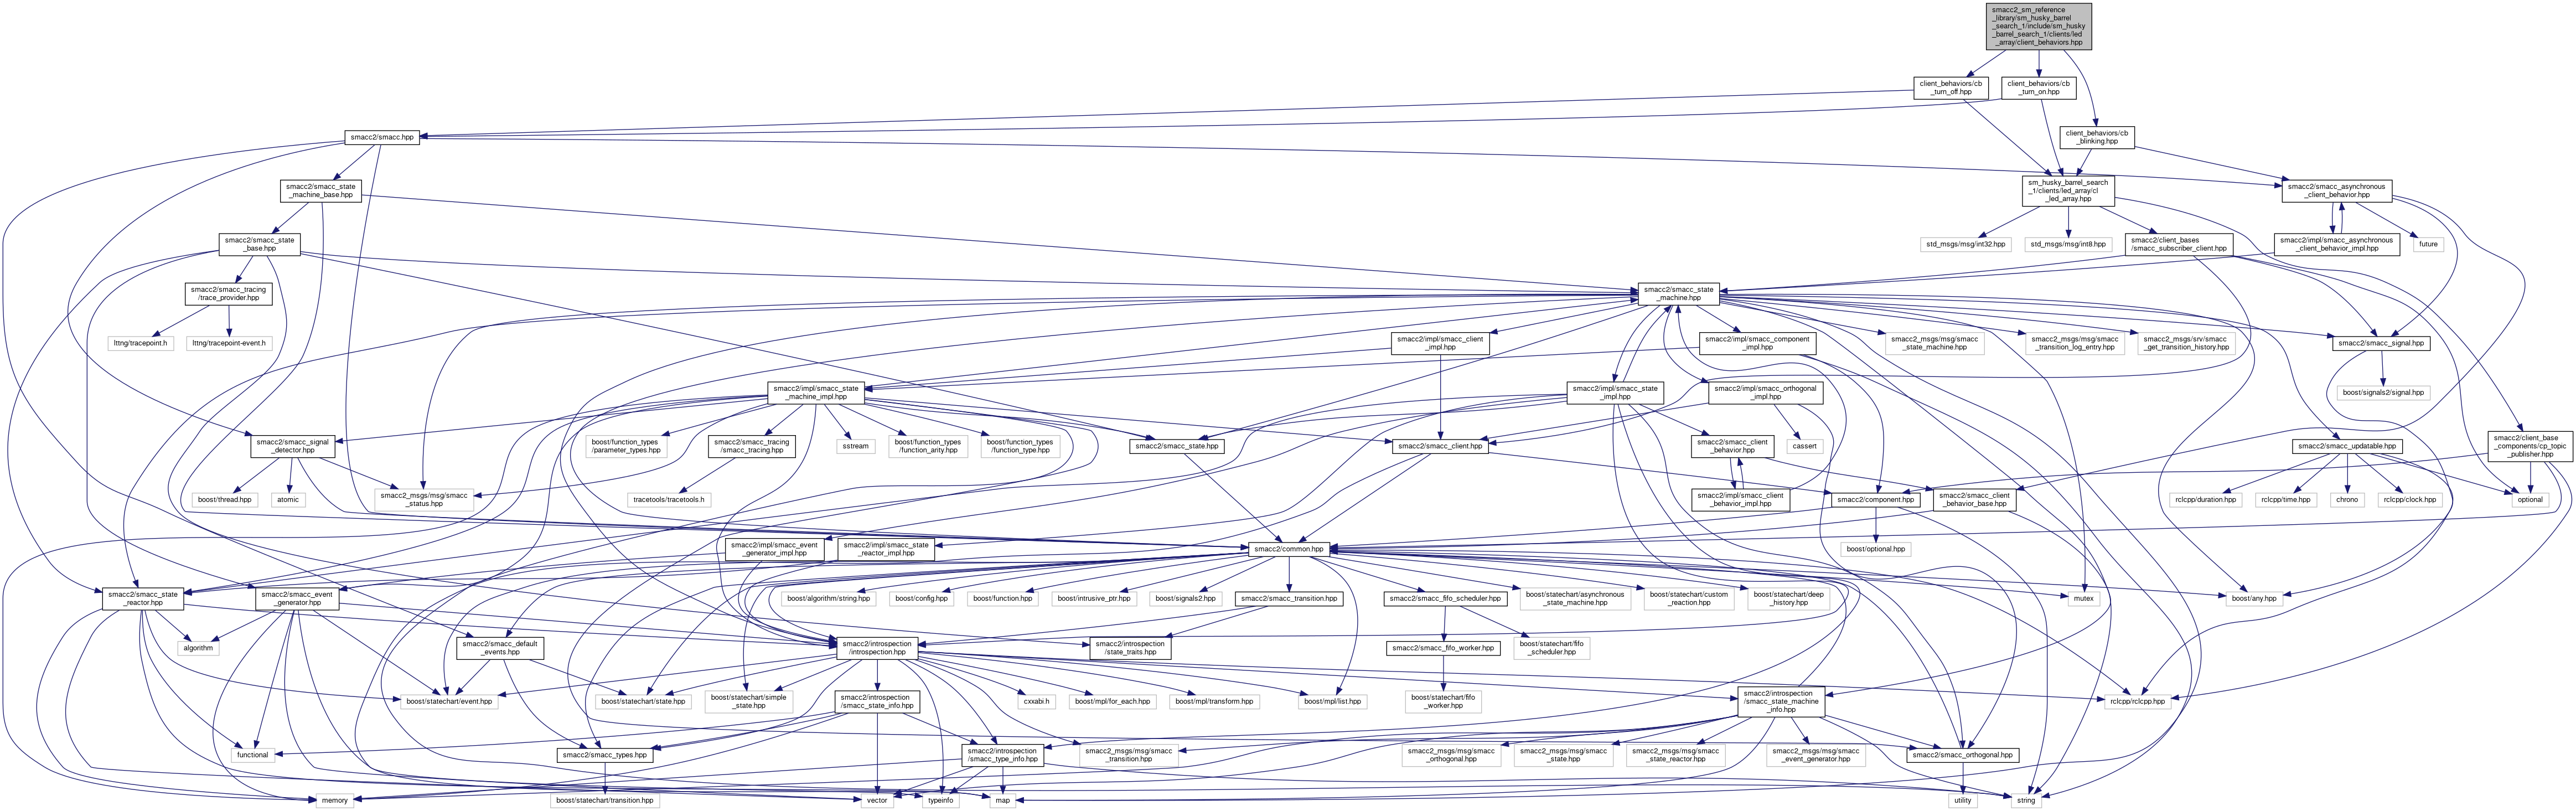 smacc2_sm_reference
_library/sm_husky_barrel
_search_1/include/sm_husky
_barrel_search_1/clients/led
_array/client_behaviors.hpp
client_behaviors/cb
_turn_off.hpp
client_behaviors/cb
_turn_on.hpp
smacc2/smacc.hpp
client_behaviors/cb
_blinking.hpp
smacc2/smacc_state
_machine_base.hpp
sm_husky_barrel_search
_1/clients/led_array/cl
_led_array.hpp
smacc2/smacc_asynchronous
_client_behavior.hpp
smacc2/smacc_state
_base.hpp
std_msgs/msg/int32.hpp
std_msgs/msg/int8.hpp
smacc2/client_bases
/smacc_subscriber_client.hpp
smacc2/impl/smacc_asynchronous
_client_behavior_impl.hpp
future
smacc2/smacc_tracing
/trace_provider.hpp
smacc2/smacc_state
_machine.hpp
lttng/tracepoint.h
lttng/tracepoint-event.h
smacc2/impl/smacc_client
_impl.hpp
smacc2/impl/smacc_component
_impl.hpp
smacc2_msgs/msg/smacc
_state_machine.hpp
smacc2_msgs/msg/smacc
_transition_log_entry.hpp
smacc2_msgs/srv/smacc
_get_transition_history.hpp
smacc2/smacc_signal.hpp
smacc2/impl/smacc_state
_machine_impl.hpp
smacc2/impl/smacc_state
_impl.hpp
smacc2/impl/smacc_orthogonal
_impl.hpp
boost/signals2/signal.hpp
smacc2/smacc_signal
_detector.hpp
boost/function_types
/parameter_types.hpp
smacc2/smacc_tracing
/smacc_tracing.hpp
sstream
boost/function_types
/function_arity.hpp
boost/function_types
/function_type.hpp
smacc2/smacc_state.hpp
smacc2/smacc_client.hpp
smacc2/smacc_client
_behavior.hpp
cassert
smacc2/smacc_updatable.hpp
smacc2/client_base
_components/cp_topic
_publisher.hpp
boost/thread.hpp
atomic
smacc2_msgs/msg/smacc
_status.hpp
tracetools/tracetools.h
smacc2/impl/smacc_client
_behavior_impl.hpp
smacc2/component.hpp
smacc2/smacc_client
_behavior_base.hpp
rclcpp/duration.hpp
rclcpp/time.hpp
chrono
rclcpp/clock.hpp
optional
smacc2/impl/smacc_event
_generator_impl.hpp
smacc2/impl/smacc_state
_reactor_impl.hpp
smacc2/common.hpp
boost/optional.hpp
smacc2/smacc_state
_reactor.hpp
smacc2/smacc_event
_generator.hpp
boost/algorithm/string.hpp
boost/config.hpp
boost/function.hpp
boost/intrusive_ptr.hpp
boost/signals2.hpp
smacc2/smacc_transition.hpp
smacc2/smacc_fifo_scheduler.hpp
boost/statechart/asynchronous
_state_machine.hpp
boost/statechart/custom
_reaction.hpp
boost/statechart/deep
_history.hpp
mutex
boost/any.hpp
algorithm
smacc2/smacc_default
_events.hpp
smacc2/introspection
/introspection.hpp
smacc2/introspection
/state_traits.hpp
smacc2/smacc_fifo_worker.hpp
boost/statechart/fifo
_scheduler.hpp
boost/statechart/event.hpp
boost/statechart/state.hpp
boost/statechart/simple
_state.hpp
smacc2/introspection
/smacc_state_info.hpp
cxxabi.h
boost/mpl/for_each.hpp
boost/mpl/transform.hpp
boost/mpl/list.hpp
boost/statechart/fifo
_worker.hpp
smacc2/introspection
/smacc_state_machine
_info.hpp
rclcpp/rclcpp.hpp
functional
smacc2/smacc_types.hpp
smacc2/introspection
/smacc_type_info.hpp
smacc2_msgs/msg/smacc
_transition.hpp
smacc2_msgs/msg/smacc
_orthogonal.hpp
smacc2_msgs/msg/smacc
_state.hpp
smacc2_msgs/msg/smacc
_state_reactor.hpp
smacc2_msgs/msg/smacc
_event_generator.hpp
smacc2/smacc_orthogonal.hpp
memory
boost/statechart/transition.hpp
vector
typeinfo
map
utility
string